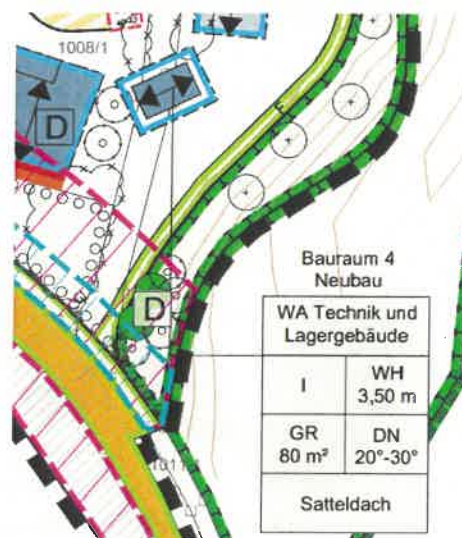 1008/1
D
Bauraum 4
Neubau
WA Technik und
Lagergebäude
I
WH
3,50 m
GR
80 m²
DN
20°-30°
Satteldach
D